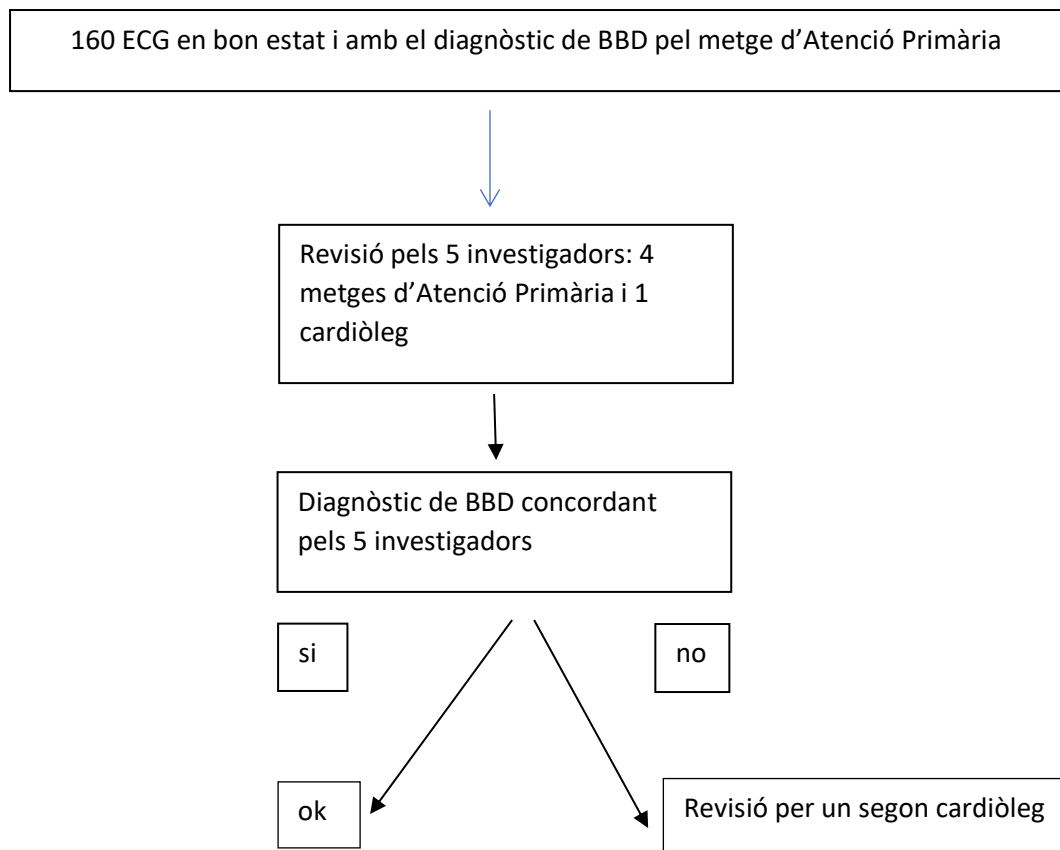 160 ECG en bon estat i amb el diagnòstic de BBD pel metge d’Atenció Primària
Revisió pels 5 investigadors: 4
metges d’Atenció Primària i 1
cardiòleg
Diagnòstic de BBD concordant
pels 5 investigadors
si
no
ok
Revisió per un segon cardiòleg